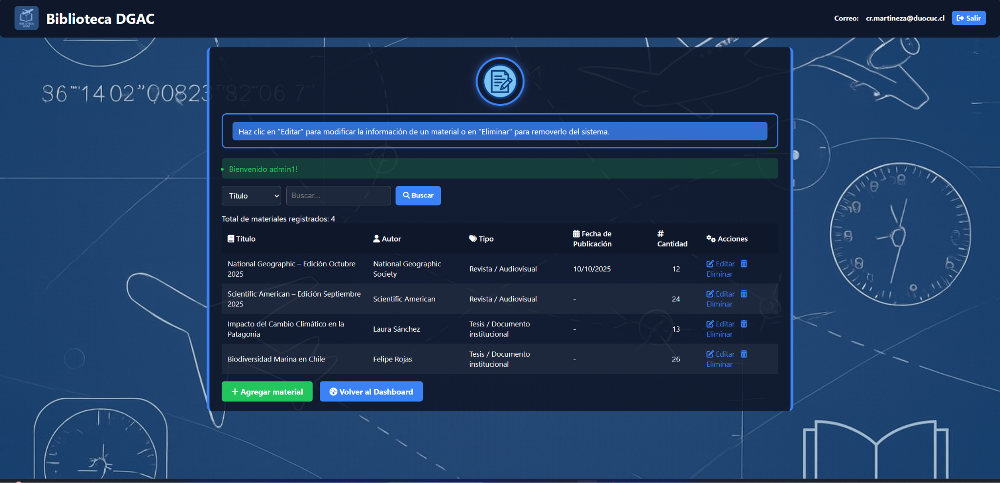 BIBLIOTECA
DGAC
Biblioteca DGAC
Correo: cr.martineza@duocuc.cl Salir
36"'1402"00823"82"06 7"
Haz clic en "Editar" para modificar la información de un material o en "Eliminar" para removerlo del sistema.
Bienvenido admin1!
Título Buscar... Buscar
Total de materiales registrados: 4
Título Autor Tipo Fecha de Publicación # Cantidad Acciones
National Geographic – Edición Octubre 2025 National Geographic Society Revista / Audiovisual 10/10/2025 12 Editar Eliminar
Scientific American – Edición Septiembre 2025 Scientific American Revista / Audiovisual - 24 Editar Eliminar
Impacto del Cambio Climático en la Patagonia Laura Sánchez Tesis / Documento institucional - 13 Editar Eliminar
Biodiversidad Marina en Chile Felipe Rojas Tesis / Documento institucional - 26 Editar Eliminar
+ Agregar material Volver al Dashboard